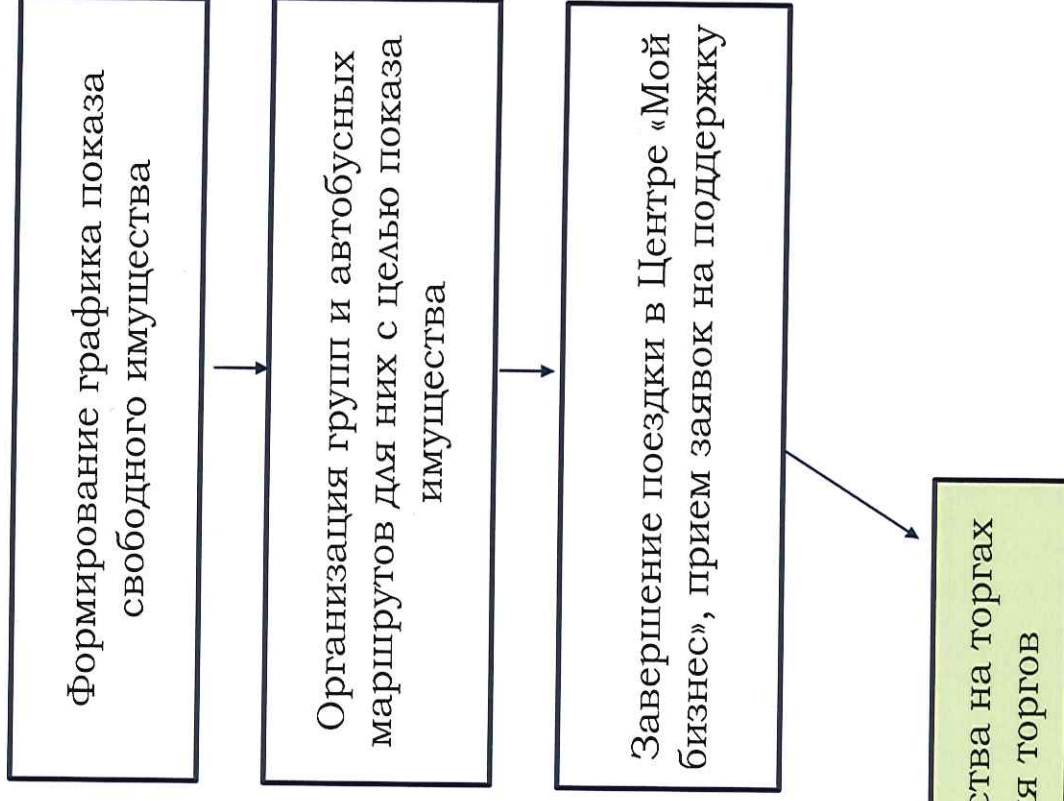 Формирование графика показа
свободного имущества
Организация групп и автобусных
маршрутов для них с целью показа
имущества
Завершение поездки в Центре «Мой
бизнес», прием заявок на поддержку
ства на торгах
я торгов